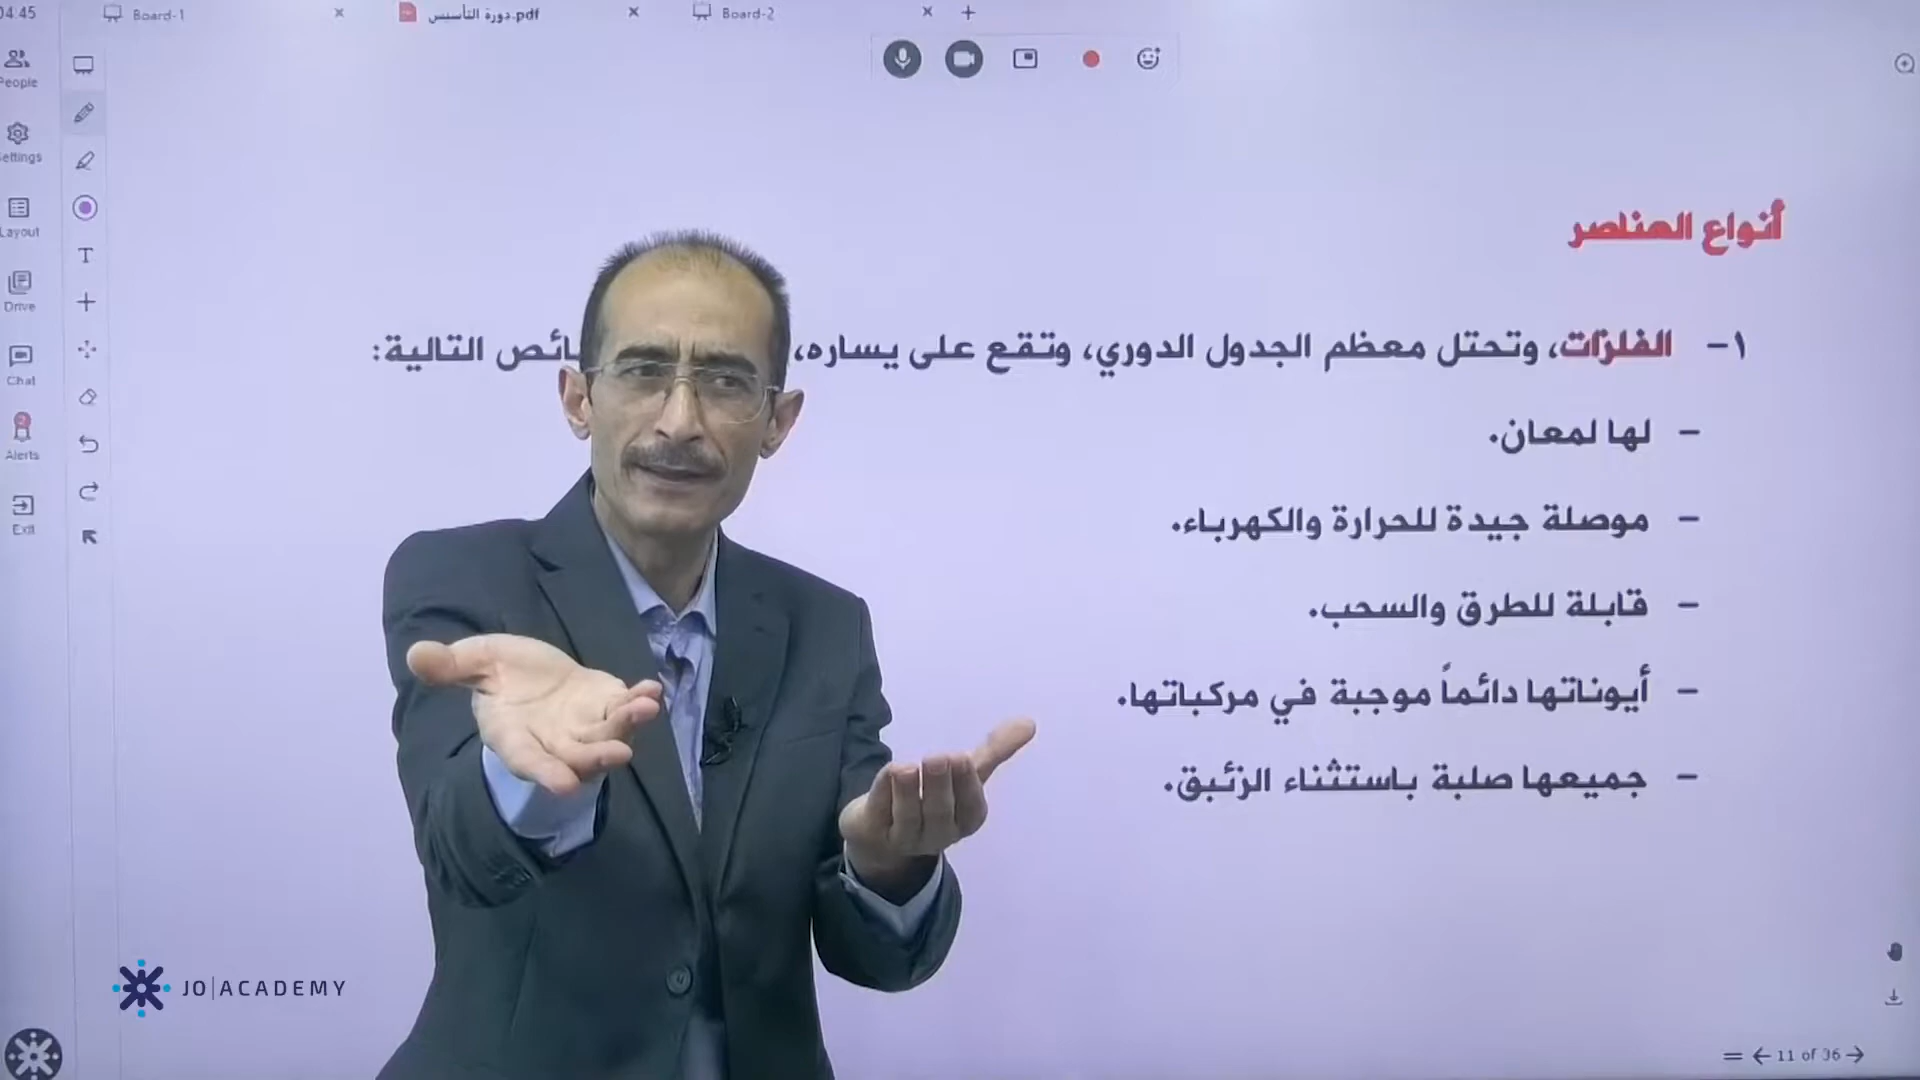 04:45
Board-1
دورة التأسيس.pdf
Board-2
People
Settings
Layout
Drive
Chat
2
Alerts
Exit
T
أنواع العناصر
١- الفلزات، وتحتل معظم الجدول الدوري، وتقع على يساره، التالية:
- لها لمعان.
- موصلة جيدة للحرارة والكهرباء.
- قابلة للطرق والسحب.
- أيوناتها دائماً موجبة في مركباتها.
- جميعها صلبة باستثناء الزئبق.
JO|ACADEMY
11 of 36